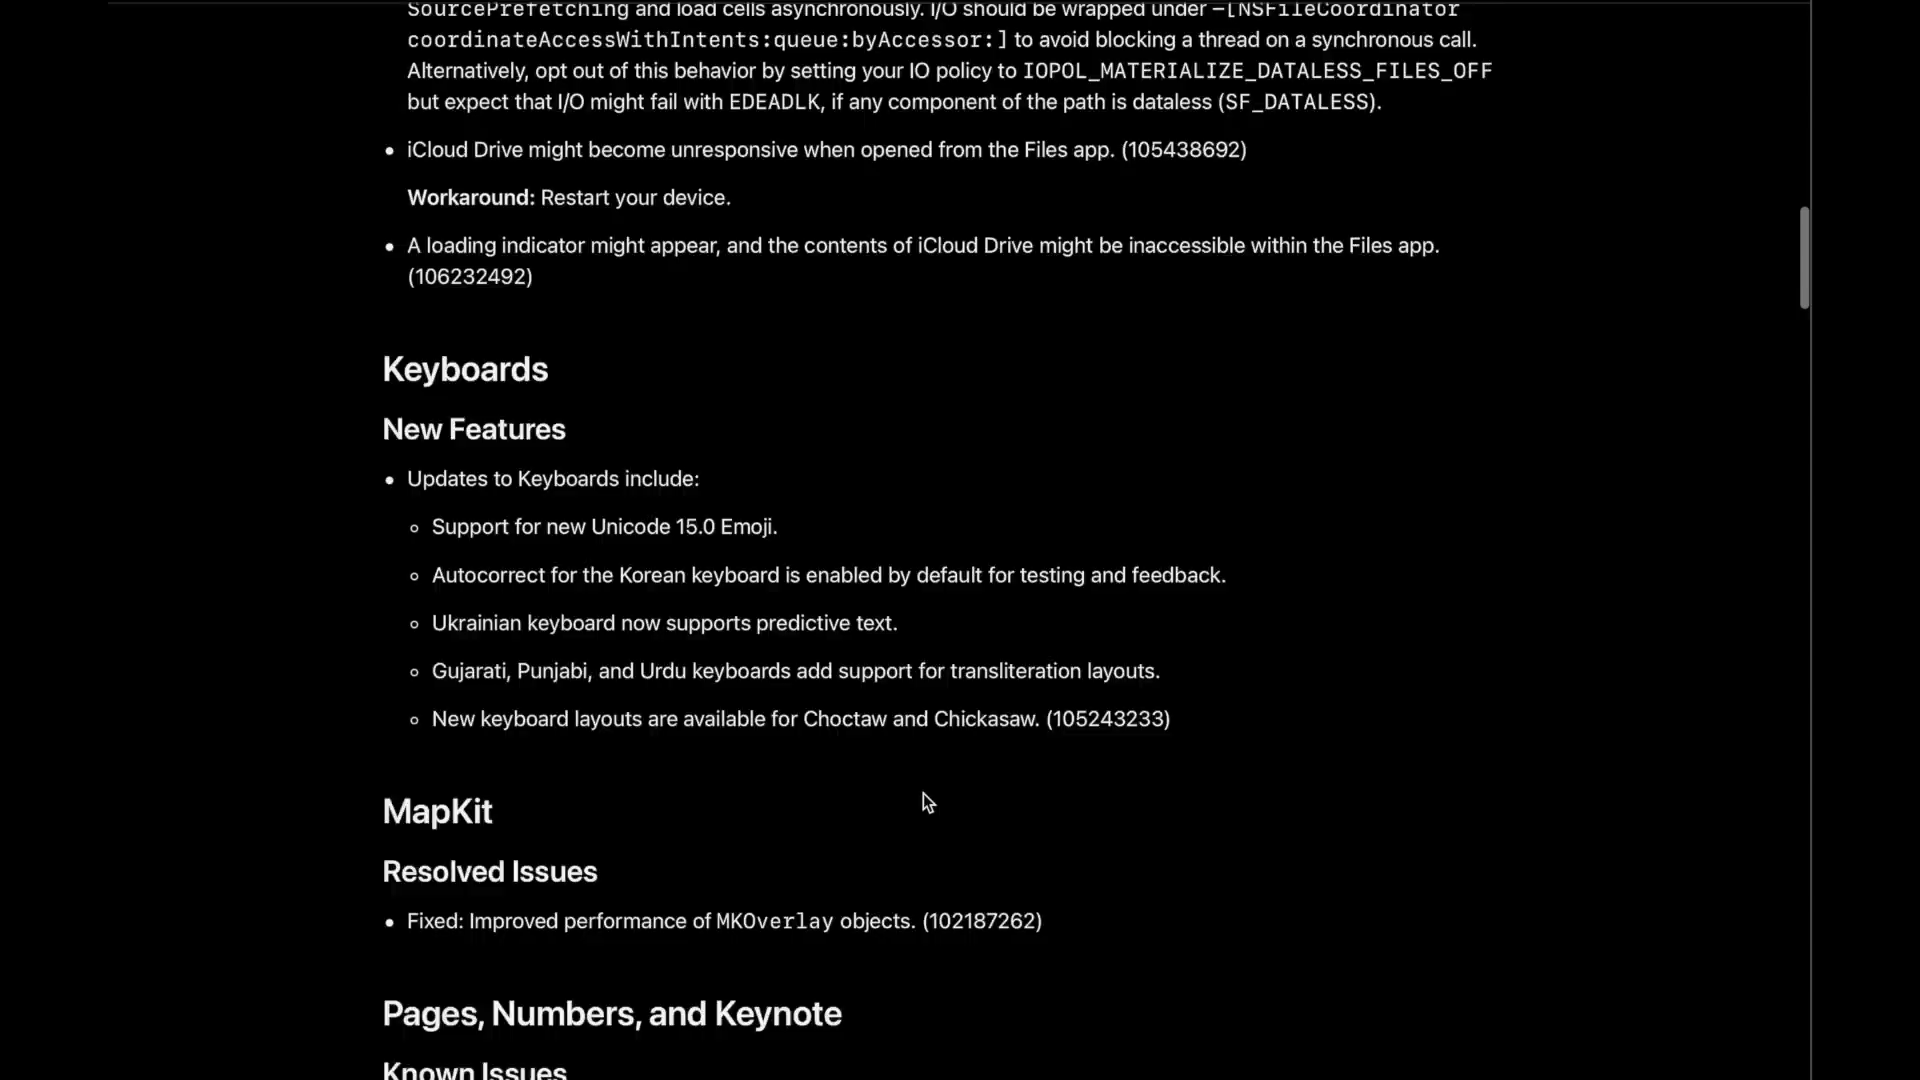 SourcePrefetching and load cells asynchronously. I/O should be wrapped under –[NSFileCoordinator
coordinateAccessWithIntents:queue:byAccessor:] to avoid blocking a thread on a synchronous call.
Alternatively, opt out of this behavior by setting your IO policy to IOPOL_MATERIALIZE_DATALESS_FILES_OFF
but expect that I/O might fail with EDEADLK, if any component of the path is dataless (SF_DATALESS).
• iCloud Drive might become unresponsive when opened from the Files app. (105438692)
Workaround: Restart your device.
• A loading indicator might appear, and the contents of iCloud Drive might be inaccessible within the Files app.
(106232492)
Keyboards
New Features
• Updates to Keyboards include:
◦ Support for new Unicode 15.0 Emoji.
◦ Autocorrect for the Korean keyboard is enabled by default for testing and feedback.
◦ Ukrainian keyboard now supports predictive text.
◦ Gujarati, Punjabi, and Urdu keyboards add support for transliteration layouts.
◦ New keyboard layouts are available for Choctaw and Chickasaw. (105243233)
MapKit
Resolved Issues
• Fixed: Improved performance of MKOverlay objects. (102187262)
Pages, Numbers, and Keynote
Known Issues